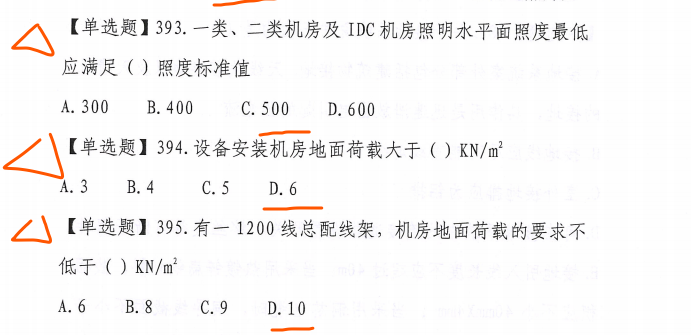 【单选题】393.一类、二类机房及 IDC 机房照明水平面照度最低
应满足（）照度标准值
A.300 B.400 C.500 D.600
【单选题】394.设备安装机房地面荷载大于（）KN/㎡
A.3 B.4 C.5 D.6
【单选题】395.有一 1200 线总配线架，机房地面荷载的要求不
低于（）KN/㎡
A.6 B.8 C.9 D.10